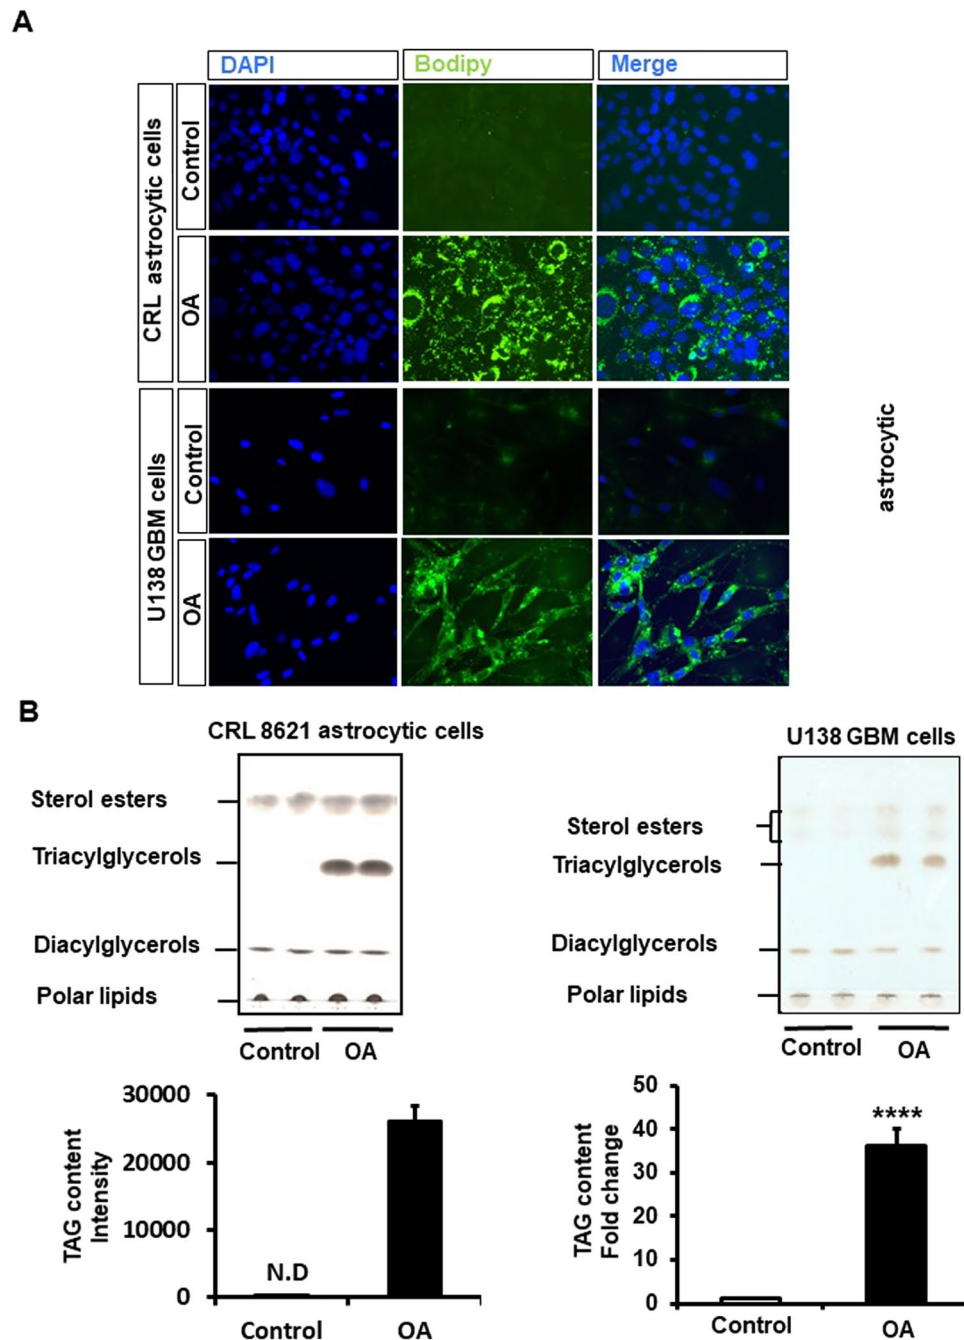 A
DAPI
Bodipy
Merge
CRL astrocytic cells
Control
OA
U138 GBM cells
Control
OA
astrocytic
B
CRL 8621 astrocytic cells
Sterol esters
Triacylglycerols
Diacylglycerols
Polar lipids
Control
OA
U138 GBM cells
Sterol esters
Triacylglycerols
Diacylglycerols
Polar lipids
Control
OA
TAG content
Intensity
30000
20000
10000
0
N.D
Control
OA
TAG content
Fold change
50
40
30
20
10
0
****
Control
OA